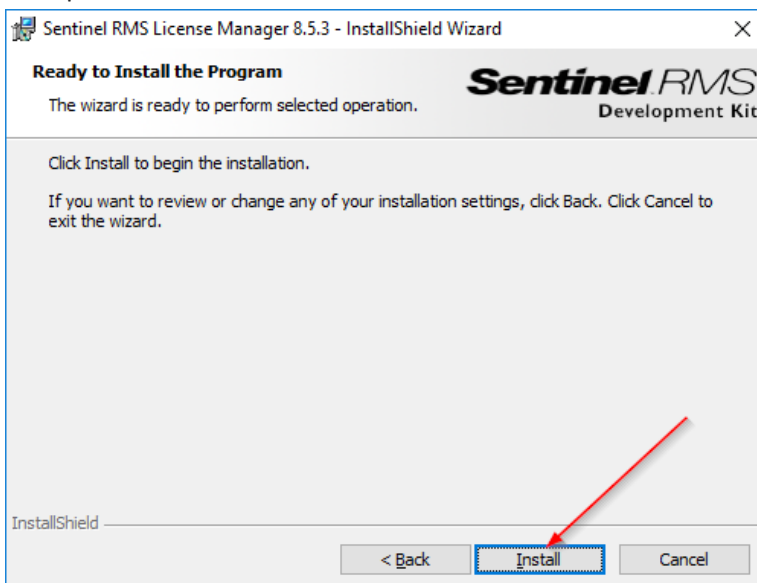 Sentinel RMS License Manager 8.5.3 - InstallShield Wizard
Ready to Install the Program
The wizard is ready to perform selected operation.
Sentinel.RMS
Development Kit
Click Install to begin the installation.
If you want to review or change any of your installation settings, click Back. Click Cancel to
exit the wizard.
InstallShield
< Back
Install
Cancel